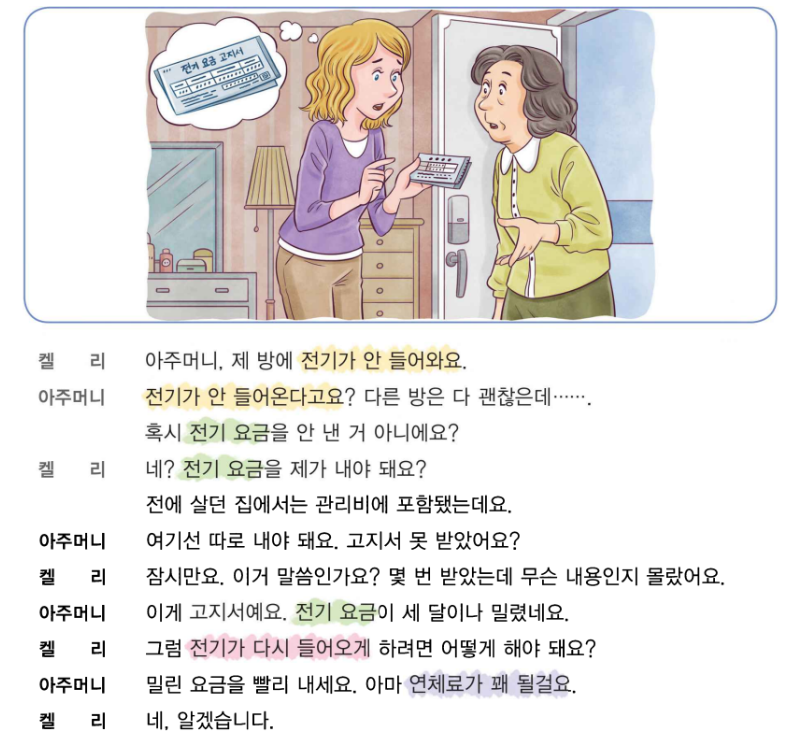 전기 요금 고지서
켈 리 아주머니, 제 방에 전기가 안 들어와요.
아주머니 전기가 안 들어온다고요? 다른 방은 다 괜찮은데…….
혹시 전기 요금을 안 낸 거 아니에요?
켈 리 네? 전기 요금을 제가 내야 돼요?
전에 살던 집에서는 관리비에 포함됐는데요.
아주머니 여기선 따로 내야 돼요. 고지서 못 받았어요?
켈 리 잠시만요. 이거 말씀인가요? 몇 번 받았는데 무슨 내용인지 몰랐어요.
아주머니 이게 고지서예요. 전기 요금이 세 달이나 밀렸네요.
켈 리 그럼 전기가 다시 들어오게 하려면 어떻게 해야 돼요?
아주머니 밀린 요금을 빨리 내세요. 아마 연체료가 꽤 될걸요.
켈 리 네, 알겠습니다.